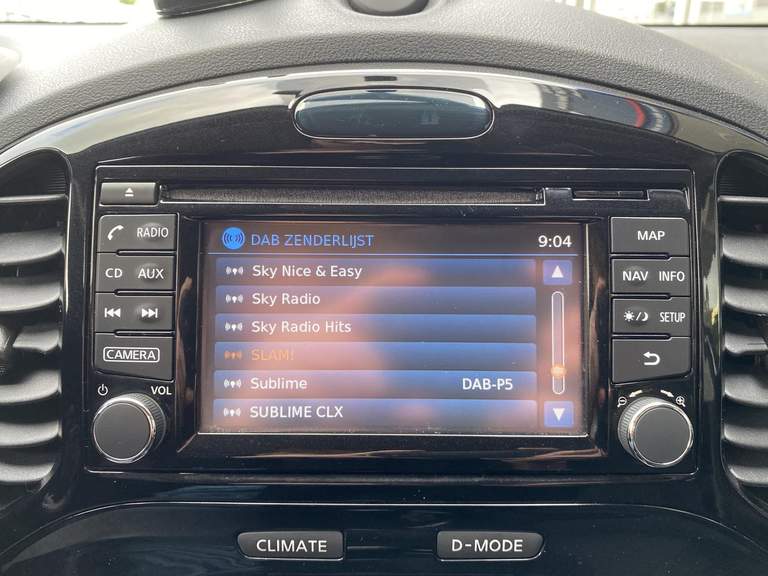 RADIO
CD AUX
CAMERA
VOL
DAB ZENDERLIJST 9:04
Sky Nice & Easy
Sky Radio
Sky Radio Hits
SLAM!
Sublime DAB-P5
SUBLIME CLX
MAP
NAV INFO
SETUP
CLIMATE
D-MODE